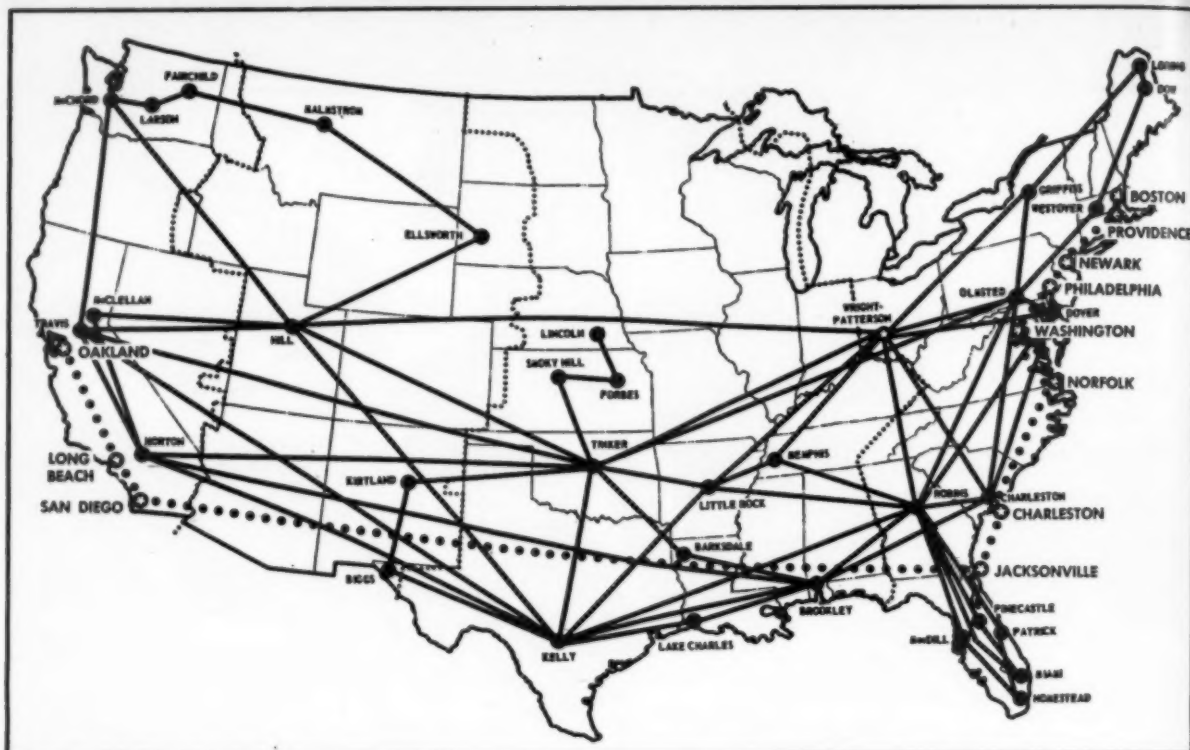 LORING
DOW
FAIRCHILD
McCHORD
LARSON
MALMSTROM
GRIFFISS
BOSTON
WESTOVER
PROVIDENCE
ELLSWORTH
NEWARK
PHILADELPHIA
OLMSTED
McCLELLAN
WRIGHT-
PATTERSON
DOVER
TRAVIS
HILL
LINCOLN
WASHINGTON
OAKLAND
SMOKY HILL
FORBES
NORFOLK
NORTON
TINKER
MEMPHIS
LONG
BEACH
KIRTLAND
ROBINS
CHARLESTON
SAN DIEGO
LITTLE ROCK
CHARLESTON
BARKSDALE
BIGGS
JACKSONVILLE
BROOKLEY
PINECASTLE
PATRICK
MacDILL
LAKE CHARLES
KELLY
MIAMI
HOMESTEAD